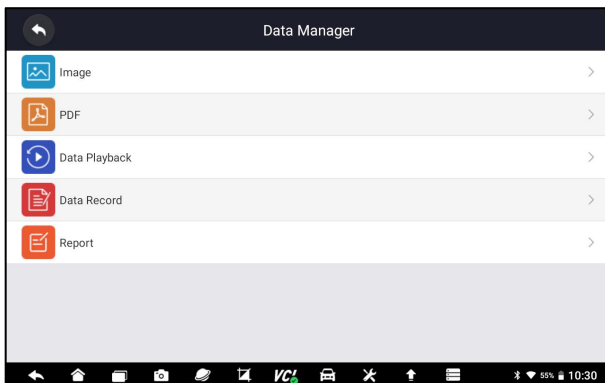 Data Manager
Image
PDF
Data Playback
Data Record
Report
VCI 55% 10:30